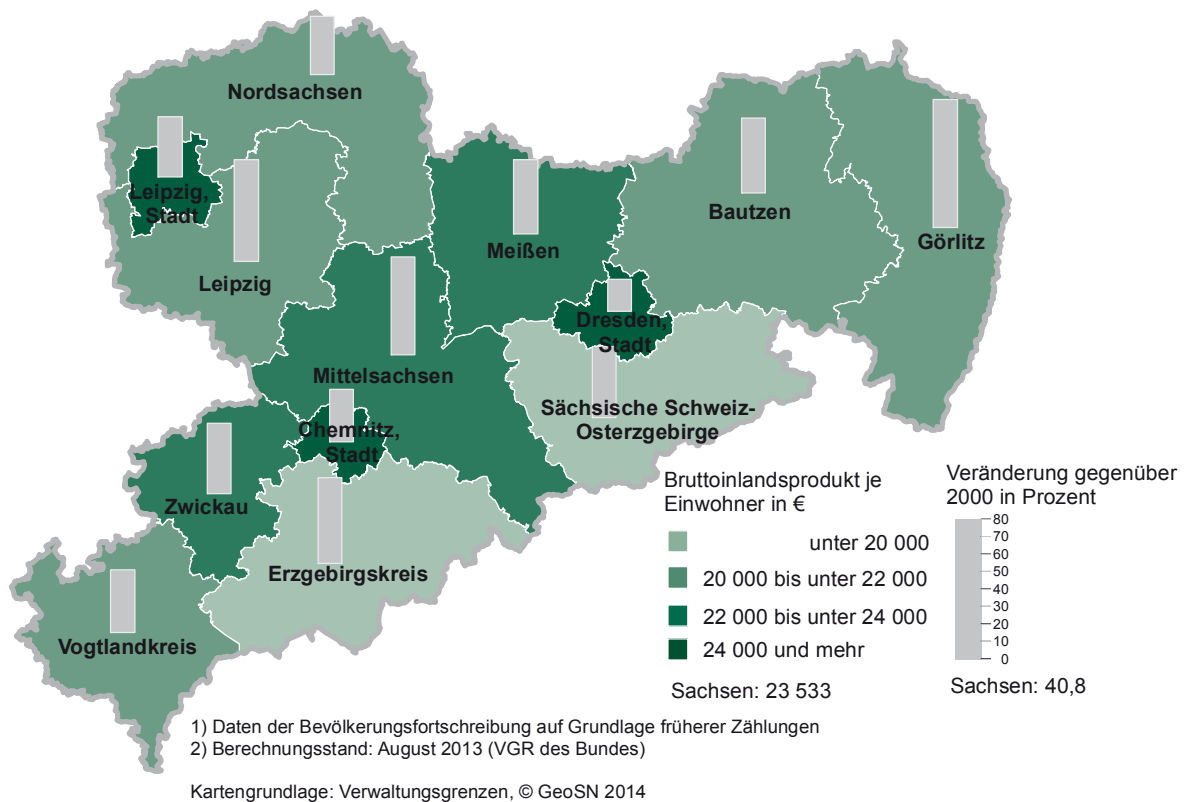 Nordsachsen
Leipzig,
Stadt
Leipzig
Meißen
Bautzen
Görlitz
Dresden,
Stadt
Mittelsachsen
Sächsische Schweiz-
Osterzgebirge
Chemnitz,
Stadt
Zwickau
Erzgebirgskreis
Vogtlandkreis
Bruttoinlandsprodukt je
Einwohner in €
unter 20 000
20 000 bis unter 22 000
22 000 bis unter 24 000
24 000 und mehr
Sachsen: 23 533
Veränderung gegenüber
2000 in Prozent
80
70
60
50
40
30
20
10
0
Sachsen: 40,8
1) Daten der Bevölkerungsfortschreibung auf Grundlage früherer Zählungen
2) Berechnungsstand: August 2013 (VGR des Bundes)
Kartengrundlage: Verwaltungsgrenzen, © GeoSN 2014